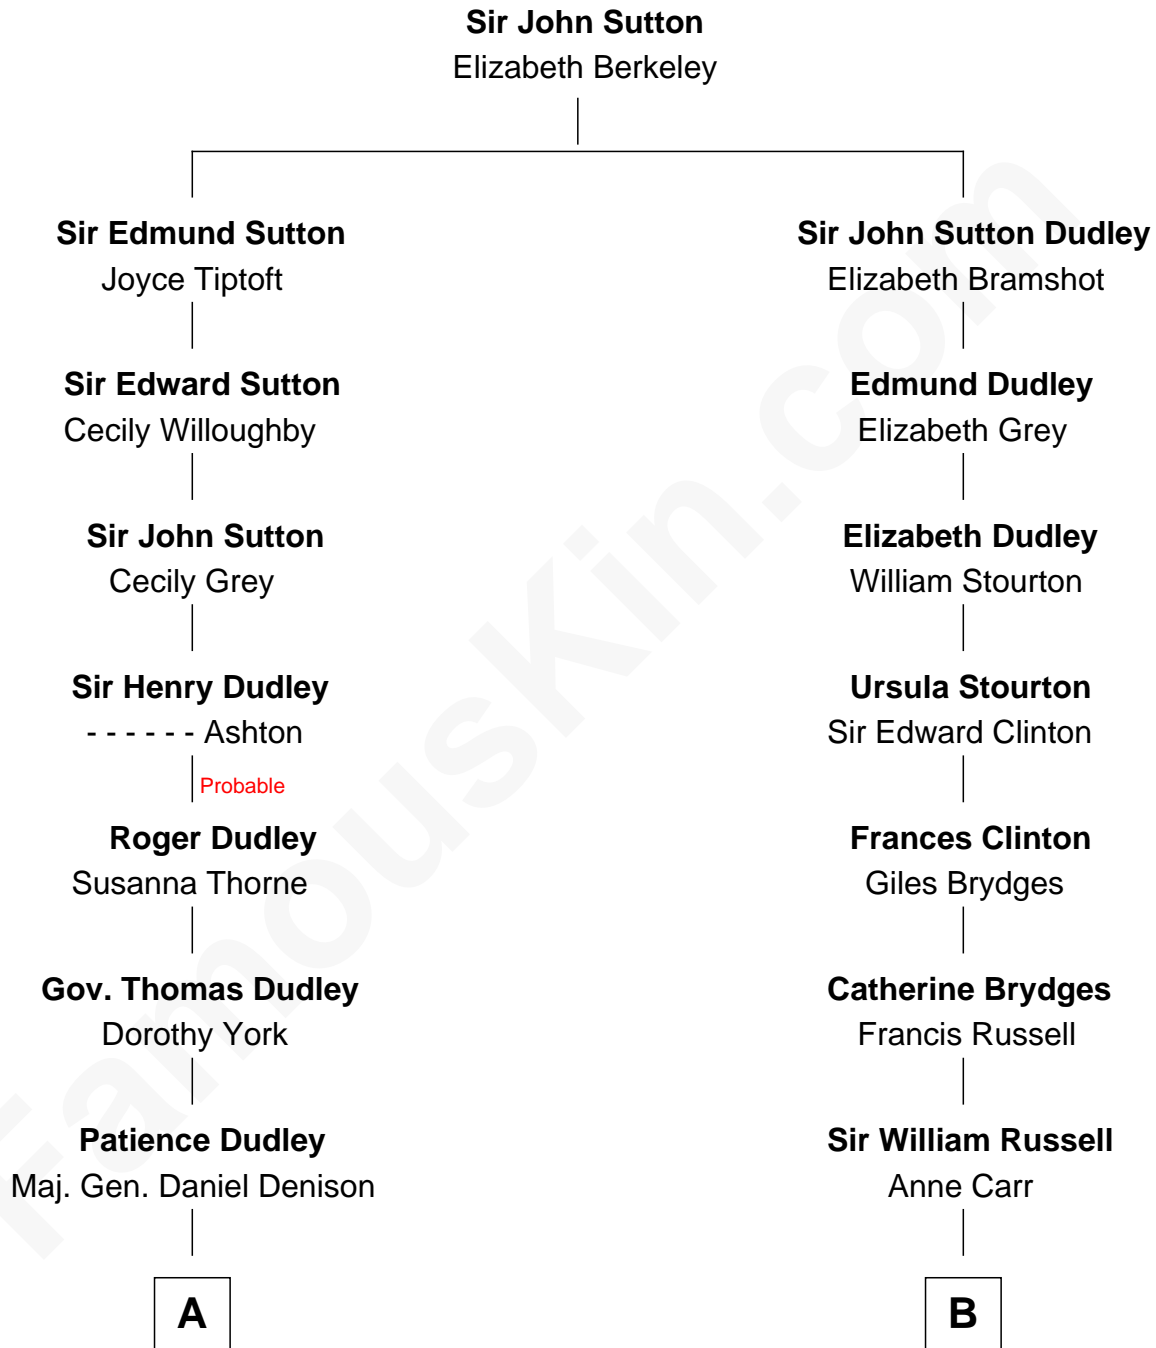 Sir John Sutton
Elizabeth Berkeley
Sir Edmund Sutton
Joyce Tiptoft
Sir Edward Sutton
Cecily Willoughby
Sir John Sutton
Cecily Grey
Sir Henry Dudley
- - - - - - Ashton
Probable
Roger Dudley
Susanna Thorne
Gov. Thomas Dudley
Dorothy York
Patience Dudley
Maj. Gen. Daniel Denison
A
Sir John Sutton Dudley
Elizabeth Bramshot
Edmund Dudley
Elizabeth Grey
Elizabeth Dudley
William Stourton
Ursula Stourton
Sir Edward Clinton
Frances Clinton
Giles Brydges
Catherine Brydges
Francis Russell
Sir William Russell
Anne Carr
B
FamousKin.com